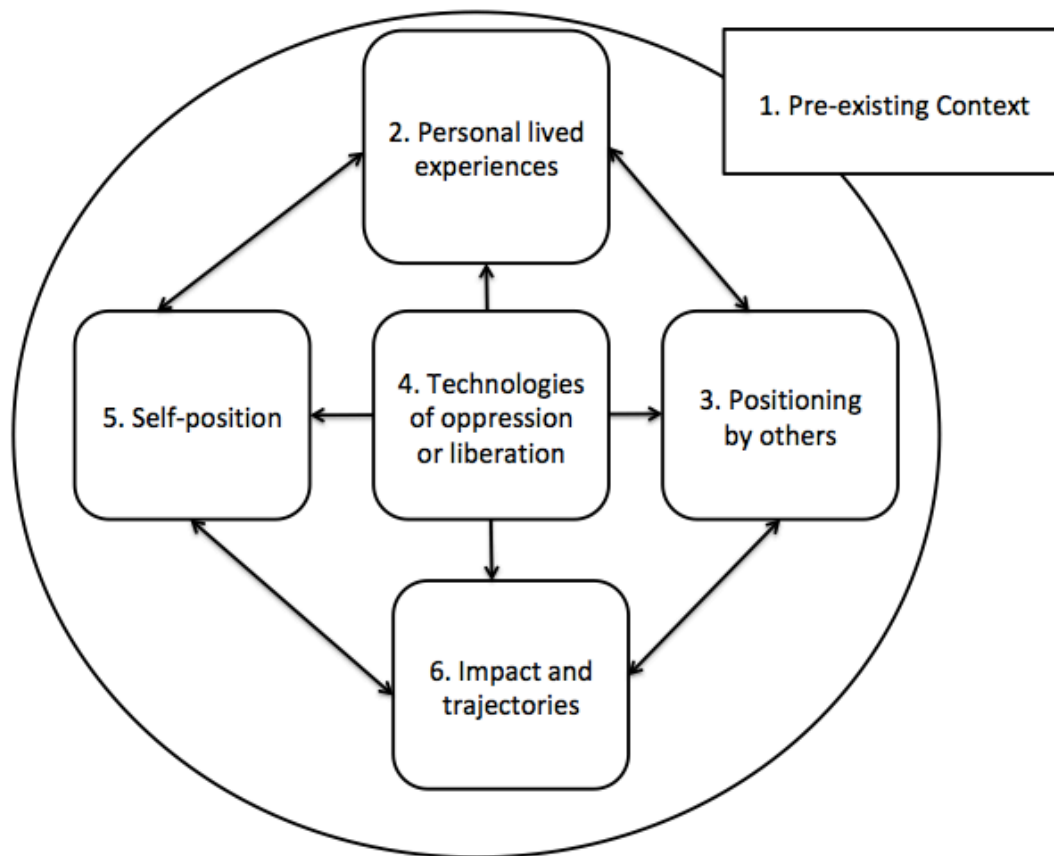 1. Pre-existing Context
2. Personal lived
experiences
5. Self-position
4. Technologies
of oppression
or liberation
3. Positioning
by others
6. Impact and
trajectories